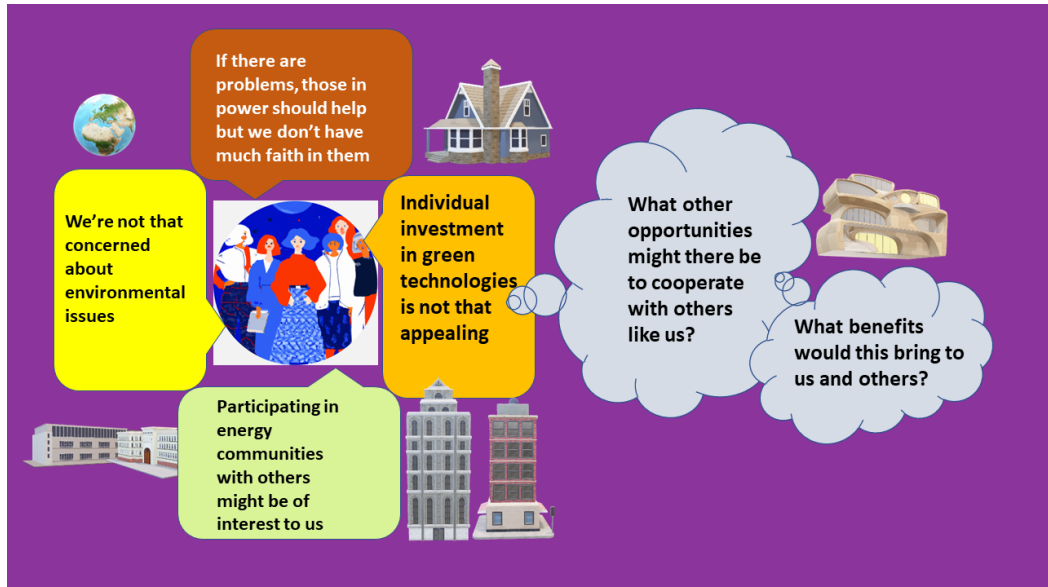 If there are
problems, those in
power should help
but we don't have
much faith in them
We're not that
concerned
about
environmental
issues
Individual
investment
in green
technologies
is not that
appealing
Participating in
energy
communities
with others
might be of
interest to us
What other
opportunities
might there be
to cooperate
with others
like us?
What benefits
would this bring to
us and others?